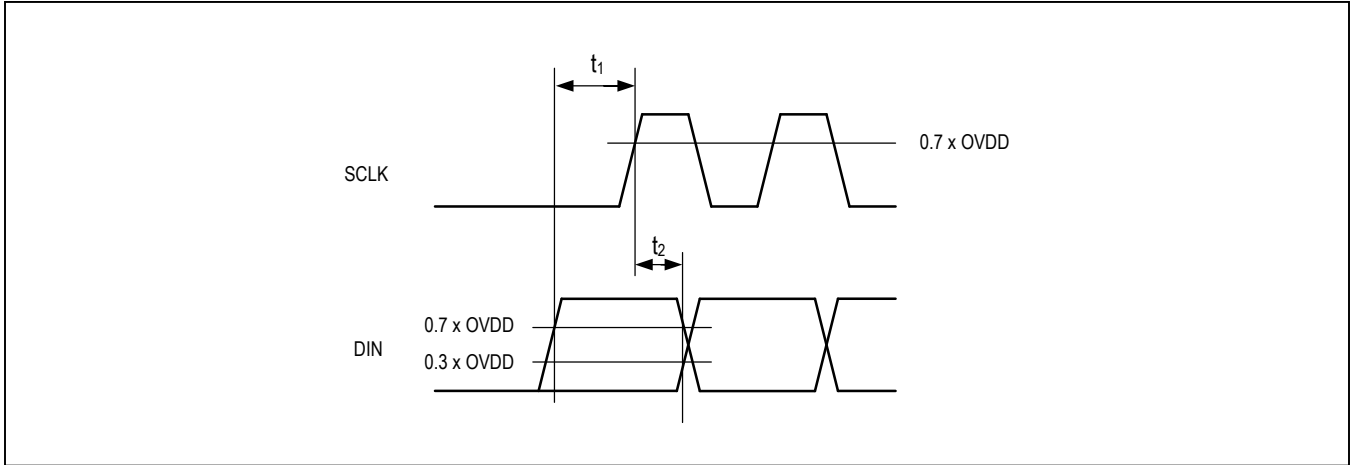 t₁
0.7 x OVDD
SCLK
t₂
0.7 x OVDD
DIN
0.3 x OVDD